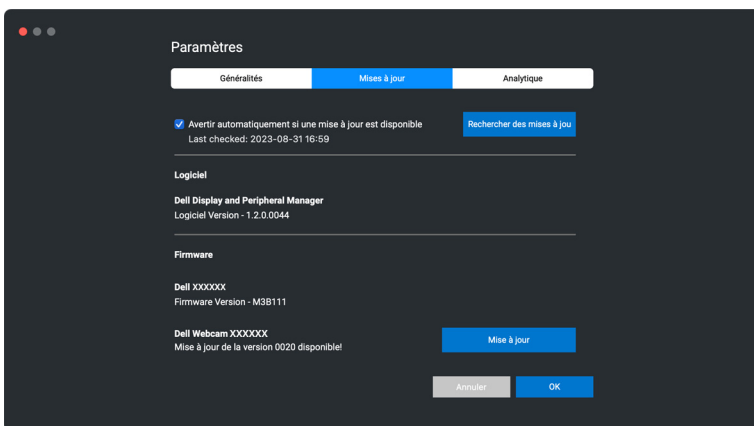 Paramètres
Généralités
Mises à jour
Analytique
Avertir automatiquement si une mise à jour est disponible
Rechercher des mises à jou
Last checked: 2023-08-31 16:59
Logiciel
Dell Display and Peripheral Manager
Logiciel Version - 1.2.0.0044
Firmware
Dell XXXXXX
Firmware Version - M3B111
Dell Webcam XXXXXX
Mise à jour de la version 0020 disponible!
Mise à jour
Annuler
OK